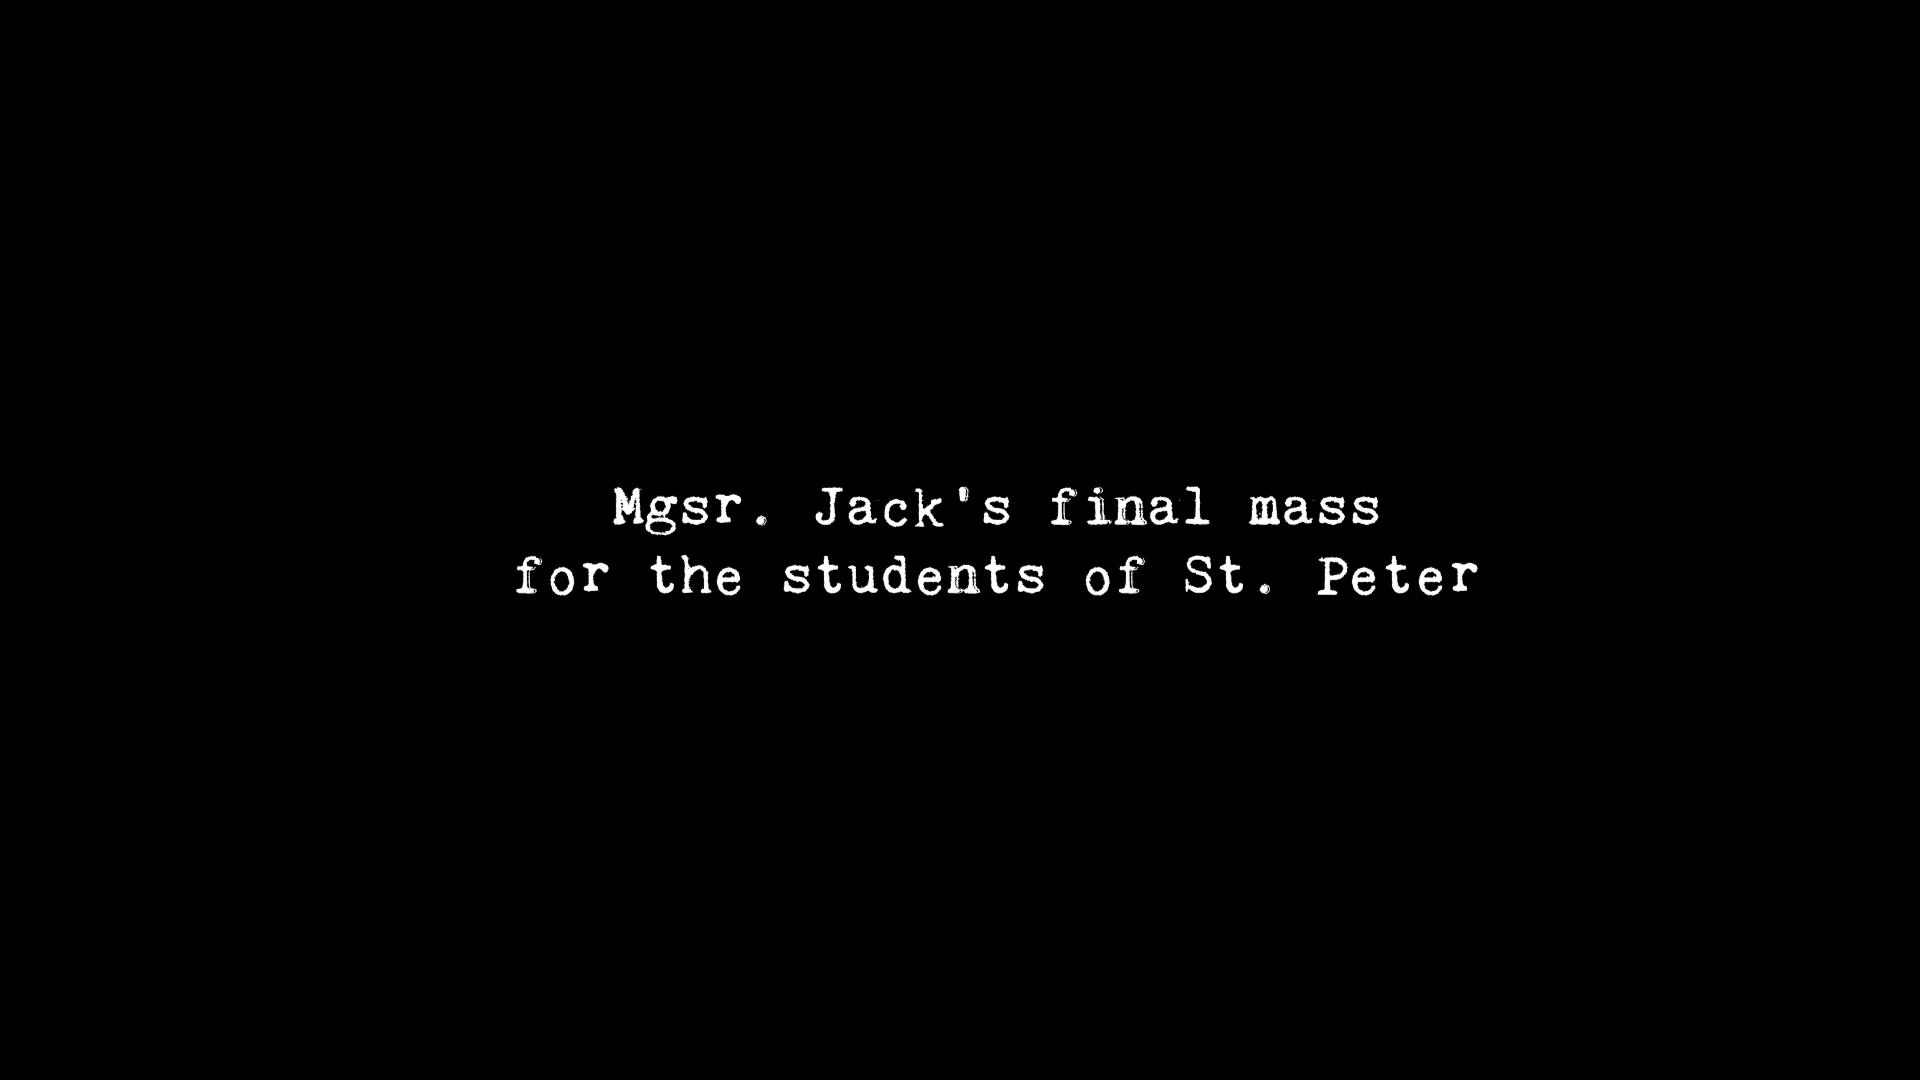 Mgsr. Jack's final mass
for the students of St. Peter